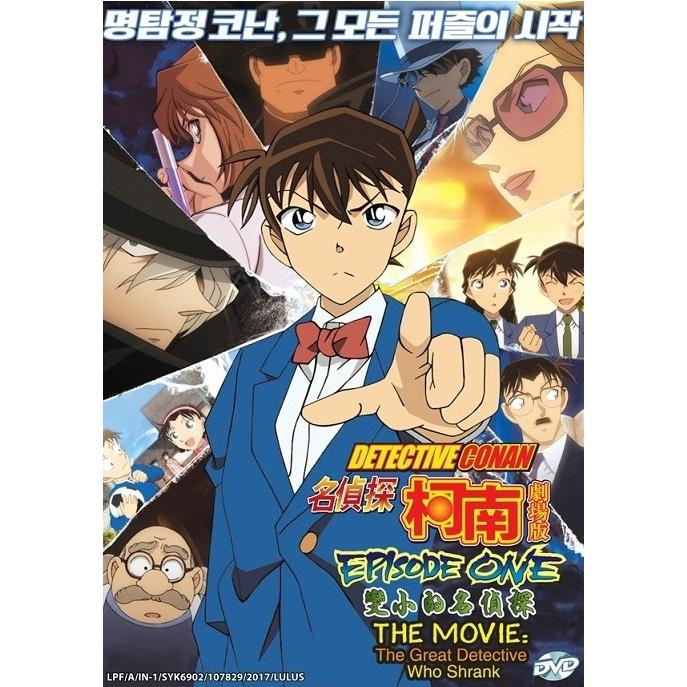 명탐정 코난, 그 모든 퍼즐의 시작
DETECTIVE CONAN
名偵探 柯南 劇場版
EPISODE ONE
變小的名偵探
THE MOVIE:
The Great Detective
Who Shrank
DVD
LPF/A/IN-1/SYK6902/107829/2017/LULUS